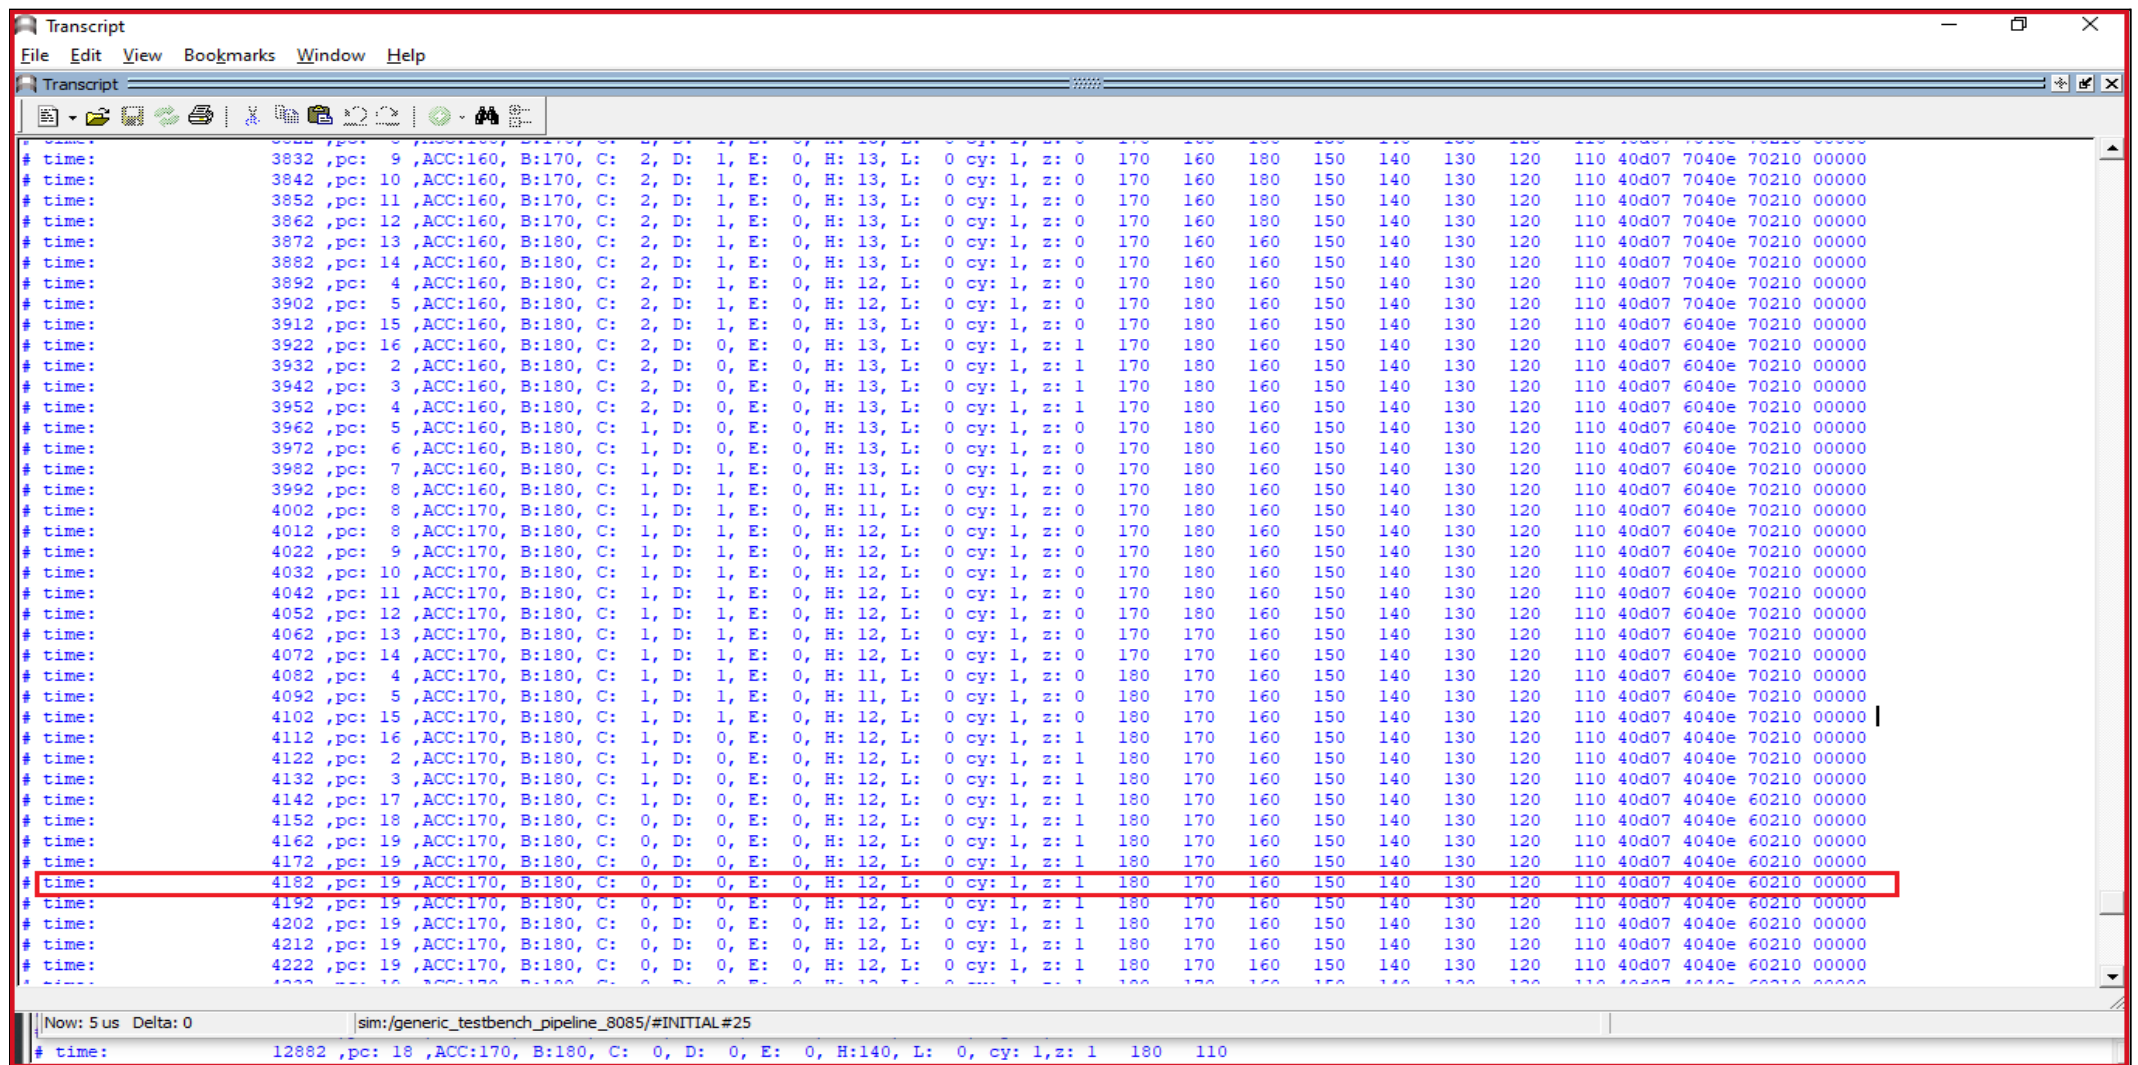 Transcript
File Edit View Bookmarks Window Help
Transcript
# time: 3832 ,pc: 9 ,ACC:160, B:170, C: 2, D: 1, E: 0, H: 13, L: 0 cy: 1, z: 0 170 160 180 150 140 130 120 110 40d07 7040e 70210 00000
# time: 3842 ,pc: 10 ,ACC:160, B:170, C: 2, D: 1, E: 0, H: 13, L: 0 cy: 1, z: 0 170 160 180 150 140 130 120 110 40d07 7040e 70210 00000
# time: 3852 ,pc: 11 ,ACC:160, B:170, C: 2, D: 1, E: 0, H: 13, L: 0 cy: 1, z: 0 170 160 180 150 140 130 120 110 40d07 7040e 70210 00000
# time: 3862 ,pc: 12 ,ACC:160, B:170, C: 2, D: 1, E: 0, H: 13, L: 0 cy: 1, z: 0 170 160 180 150 140 130 120 110 40d07 7040e 70210 00000
# time: 3872 ,pc: 13 ,ACC:160, B:180, C: 2, D: 1, E: 0, H: 13, L: 0 cy: 1, z: 0 170 160 160 150 140 130 120 110 40d07 7040e 70210 00000
# time: 3882 ,pc: 14 ,ACC:160, B:180, C: 2, D: 1, E: 0, H: 13, L: 0 cy: 1, z: 0 170 160 160 150 140 130 120 110 40d07 7040e 70210 00000
# time: 3892 ,pc: 4 ,ACC:160, B:180, C: 2, D: 1, E: 0, H: 12, L: 0 cy: 1, z: 0 170 180 160 150 140 130 120 110 40d07 7040e 70210 00000
# time: 3902 ,pc: 5 ,ACC:160, B:180, C: 2, D: 1, E: 0, H: 12, L: 0 cy: 1, z: 0 170 180 160 150 140 130 120 110 40d07 7040e 70210 00000
# time: 3912 ,pc: 15 ,ACC:160, B:180, C: 2, D: 1, E: 0, H: 13, L: 0 cy: 1, z: 0 170 180 160 150 140 130 120 110 40d07 6040e 70210 00000
# time: 3922 ,pc: 16 ,ACC:160, B:180, C: 2, D: 0, E: 0, H: 13, L: 0 cy: 1, z: 1 170 180 160 150 140 130 120 110 40d07 6040e 70210 00000
# time: 3932 ,pc: 2 ,ACC:160, B:180, C: 2, D: 0, E: 0, H: 13, L: 0 cy: 1, z: 1 170 180 160 150 140 130 120 110 40d07 6040e 70210 00000
# time: 3942 ,pc: 3 ,ACC:160, B:180, C: 2, D: 0, E: 0, H: 13, L: 0 cy: 1, z: 1 170 180 160 150 140 130 120 110 40d07 6040e 70210 00000
# time: 3952 ,pc: 4 ,ACC:160, B:180, C: 2, D: 0, E: 0, H: 13, L: 0 cy: 1, z: 1 170 180 160 150 140 130 120 110 40d07 6040e 70210 00000
# time: 3962 ,pc: 5 ,ACC:160, B:180, C: 1, D: 0, E: 0, H: 13, L: 0 cy: 1, z: 0 170 180 160 150 140 130 120 110 40d07 6040e 70210 00000
# time: 3972 ,pc: 6 ,ACC:160, B:180, C: 1, D: 0, E: 0, H: 13, L: 0 cy: 1, z: 0 170 180 160 150 140 130 120 110 40d07 6040e 70210 00000
# time: 3982 ,pc: 7 ,ACC:160, B:180, C: 1, D: 1, E: 0, H: 13, L: 0 cy: 1, z: 0 170 180 160 150 140 130 120 110 40d07 6040e 70210 00000
# time: 3992 ,pc: 8 ,ACC:160, B:180, C: 1, D: 1, E: 0, H: 11, L: 0 cy: 1, z: 0 170 180 160 150 140 130 120 110 40d07 6040e 70210 00000
# time: 4002 ,pc: 8 ,ACC:170, B:180, C: 1, D: 1, E: 0, H: 11, L: 0 cy: 1, z: 0 170 180 160 150 140 130 120 110 40d07 6040e 70210 00000
# time: 4012 ,pc: 8 ,ACC:170, B:180, C: 1, D: 1, E: 0, H: 12, L: 0 cy: 1, z: 0 170 180 160 150 140 130 120 110 40d07 6040e 70210 00000
# time: 4022 ,pc: 9 ,ACC:170, B:180, C: 1, D: 1, E: 0, H: 12, L: 0 cy: 1, z: 0 170 180 160 150 140 130 120 110 40d07 6040e 70210 00000
# time: 4032 ,pc: 10 ,ACC:170, B:180, C: 1, D: 1, E: 0, H: 12, L: 0 cy: 1, z: 0 170 180 160 150 140 130 120 110 40d07 6040e 70210 00000
# time: 4042 ,pc: 11 ,ACC:170, B:180, C: 1, D: 1, E: 0, H: 12, L: 0 cy: 1, z: 0 170 180 160 150 140 130 120 110 40d07 6040e 70210 00000
# time: 4052 ,pc: 12 ,ACC:170, B:180, C: 1, D: 1, E: 0, H: 12, L: 0 cy: 1, z: 0 170 180 160 150 140 130 120 110 40d07 6040e 70210 00000
# time: 4062 ,pc: 13 ,ACC:170, B:180, C: 1, D: 1, E: 0, H: 12, L: 0 cy: 1, z: 0 170 170 160 150 140 130 120 110 40d07 6040e 70210 00000
# time: 4072 ,pc: 14 ,ACC:170, B:180, C: 1, D: 1, E: 0, H: 12, L: 0 cy: 1, z: 0 170 170 160 150 140 130 120 110 40d07 6040e 70210 00000
# time: 4082 ,pc: 4 ,ACC:170, B:180, C: 1, D: 1, E: 0, H: 11, L: 0 cy: 1, z: 0 180 170 160 150 140 130 120 110 40d07 6040e 70210 00000
# time: 4092 ,pc: 5 ,ACC:170, B:180, C: 1, D: 1, E: 0, H: 11, L: 0 cy: 1, z: 0 180 170 160 150 140 130 120 110 40d07 6040e 70210 00000
# time: 4102 ,pc: 15 ,ACC:170, B:180, C: 1, D: 1, E: 0, H: 12, L: 0 cy: 1, z: 0 180 170 160 150 140 130 120 110 40d07 4040e 70210 00000
# time: 4112 ,pc: 16 ,ACC:170, B:180, C: 1, D: 0, E: 0, H: 12, L: 0 cy: 1, z: 1 180 170 160 150 140 130 120 110 40d07 4040e 70210 00000
# time: 4122 ,pc: 2 ,ACC:170, B:180, C: 1, D: 0, E: 0, H: 12, L: 0 cy: 1, z: 1 180 170 160 150 140 130 120 110 40d07 4040e 70210 00000
# time: 4132 ,pc: 3 ,ACC:170, B:180, C: 1, D: 0, E: 0, H: 12, L: 0 cy: 1, z: 1 180 170 160 150 140 130 120 110 40d07 4040e 70210 00000
# time: 4142 ,pc: 17 ,ACC:170, B:180, C: 1, D: 0, E: 0, H: 12, L: 0 cy: 1, z: 1 180 170 160 150 140 130 120 110 40d07 4040e 60210 00000
# time: 4152 ,pc: 18 ,ACC:170, B:180, C: 0, D: 0, E: 0, H: 12, L: 0 cy: 1, z: 1 180 170 160 150 140 130 120 110 40d07 4040e 60210 00000
# time: 4162 ,pc: 19 ,ACC:170, B:180, C: 0, D: 0, E: 0, H: 12, L: 0 cy: 1, z: 1 180 170 160 150 140 130 120 110 40d07 4040e 60210 00000
# time: 4172 ,pc: 19 ,ACC:170, B:180, C: 0, D: 0, E: 0, H: 12, L: 0 cy: 1, z: 1 180 170 160 150 140 130 120 110 40d07 4040e 60210 00000
# time: 4182 ,pc: 19 ,ACC:170, B:180, C: 0, D: 0, E: 0, H: 12, L: 0 cy: 1, z: 1 180 170 160 150 140 130 120 110 40d07 4040e 60210 00000
# time: 4192 ,pc: 19 ,ACC:170, B:180, C: 0, D: 0, E: 0, H: 12, L: 0 cy: 1, z: 1 180 170 160 150 140 130 120 110 40d07 4040e 60210 00000
# time: 4202 ,pc: 19 ,ACC:170, B:180, C: 0, D: 0, E: 0, H: 12, L: 0 cy: 1, z: 1 180 170 160 150 140 130 120 110 40d07 4040e 60210 00000
# time: 4212 ,pc: 19 ,ACC:170, B:180, C: 0, D: 0, E: 0, H: 12, L: 0 cy: 1, z: 1 180 170 160 150 140 130 120 110 40d07 4040e 60210 00000
# time: 4222 ,pc: 19 ,ACC:170, B:180, C: 0, D: 0, E: 0, H: 12, L: 0 cy: 1, z: 1 180 170 160 150 140 130 120 110 40d07 4040e 60210 00000
Now: 5 us Delta: 0 sim:/generic_testbench_pipeline_8085/#INITIAL#25
# time: 12882 ,pc: 18 ,ACC:170, B:180, C: 0, D: 0, E: 0, H:140, L: 0, cy: 1,z: 1 180 110